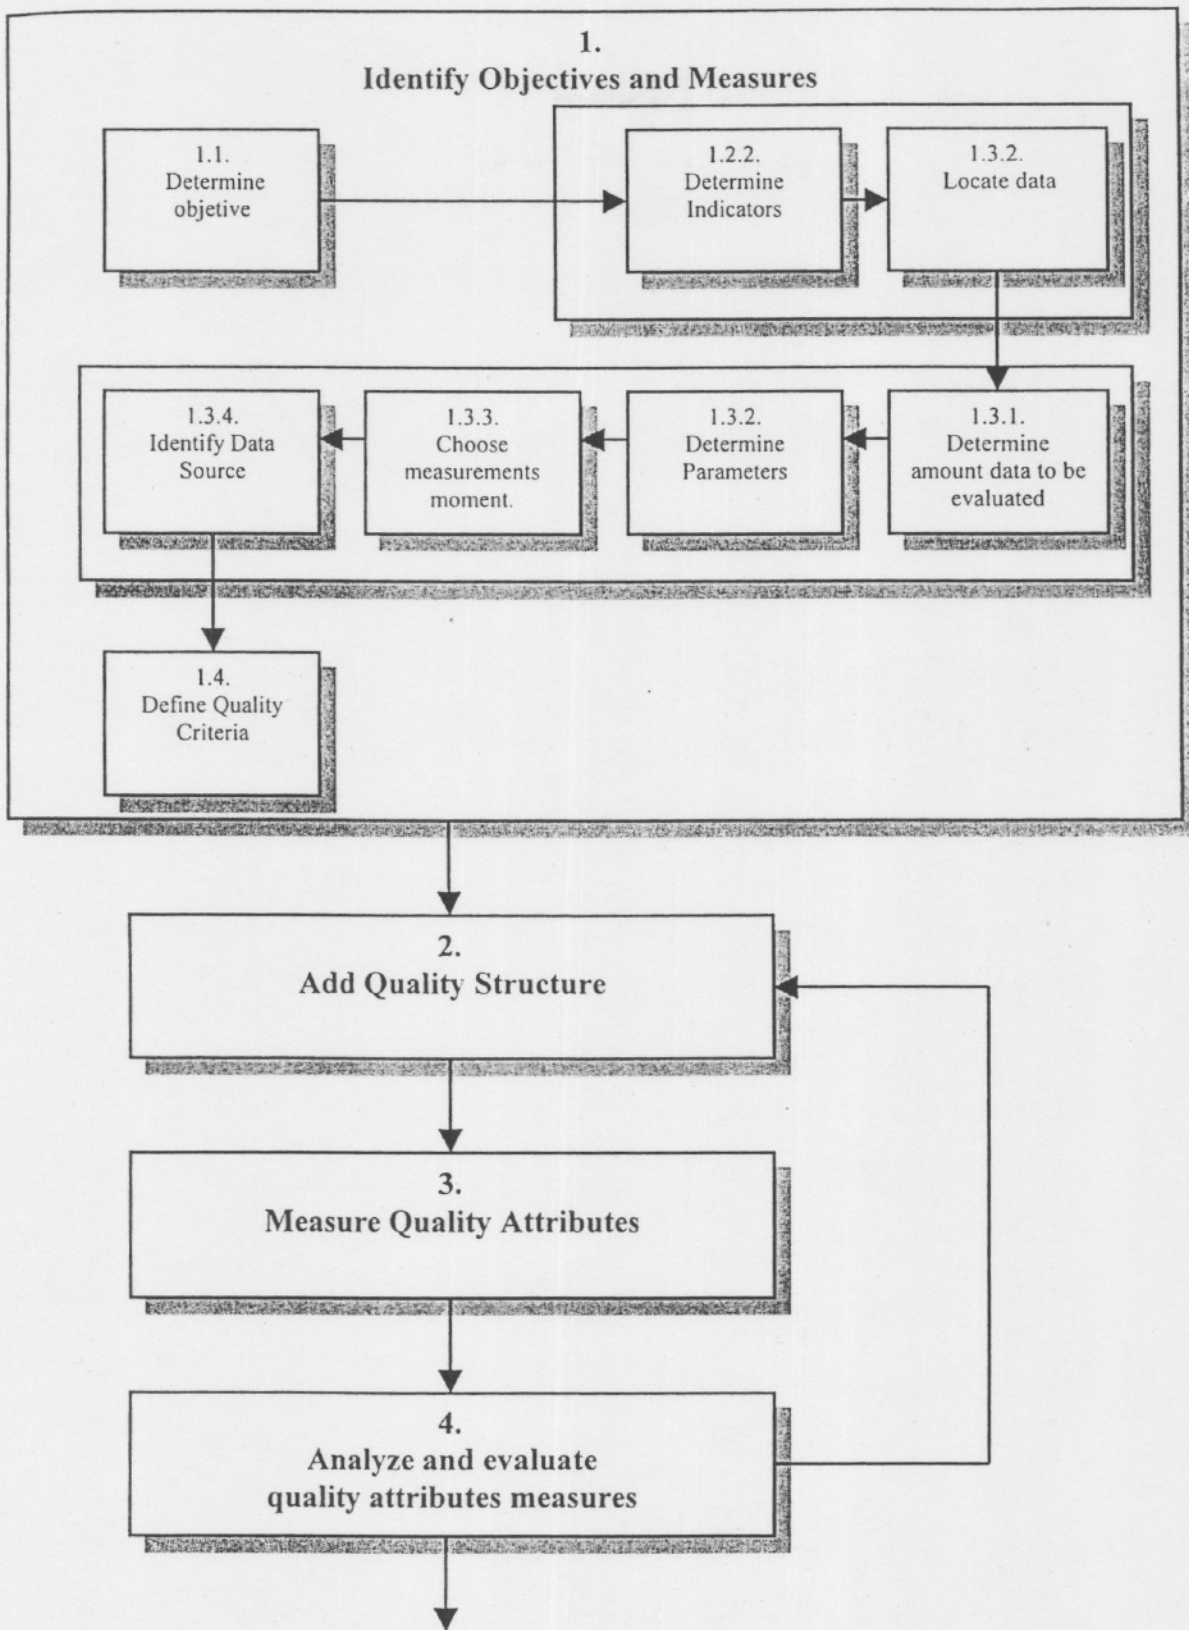 1.
Identify Objectives and Measures
1.1.
Determine
objetive
1.2.2.
Determine
Indicators
1.3.2.
Locate data
1.3.4.
Identify Data
Source
1.3.3.
Choose
measurements
moment.
1.3.2.
Determine
Parameters
1.3.1.
Determine
amount data to be
evaluated
1.4.
Define Quality
Criteria
2.
Add Quality Structure
3.
Measure Quality Attributes
4.
Analyze and evaluate
quality attributes measures